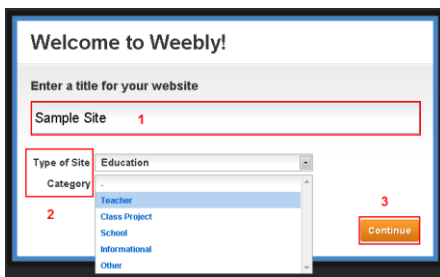 Welcome to Weebly!
Enter a title for your website
Sample Site 1
Type of Site Education
Category -
Teacher
2 Class Project 3
School Continue
Informational
Other